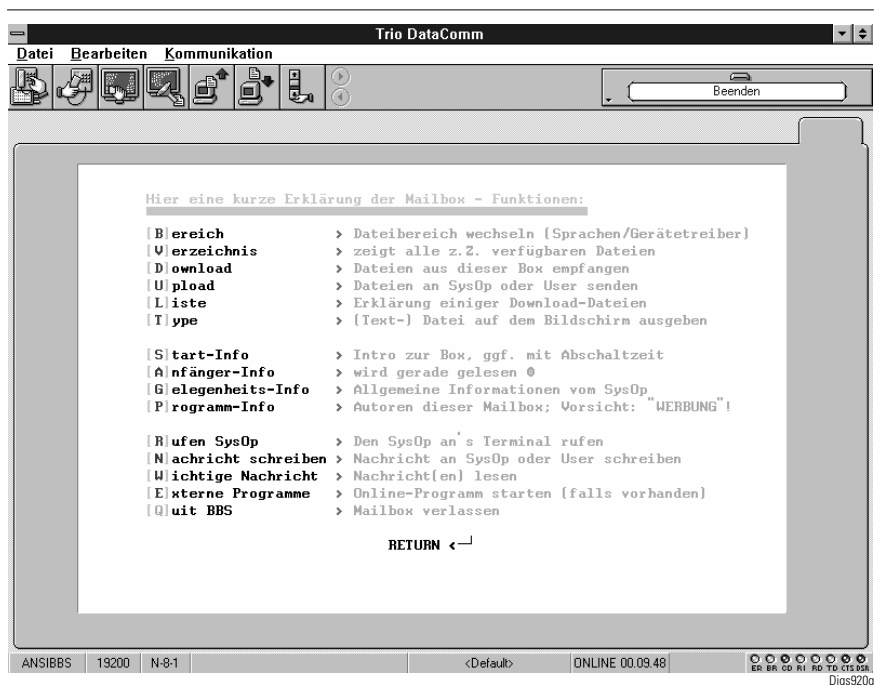 Trio DataComm
Datei Bearbeiten Kommunikation
Beenden
Hier eine kurze Erklärung der Mailbox - Funktionen:
[B]ereich > Dateibereich wechseln (Sprachen/Gerätetreiber)
[V]erzeichnis > zeigt alle z.Z. verfügbaren Dateien
[D]ownload > Dateien aus dieser Box empfangen
[U]pload > Dateien an SysOp oder User senden
[L]iste > Erklärung einiger Download-Dateien
[T]ype > (Text-) Datei auf dem Bildschirm ausgeben
[S]tart-Info > Intro zur Box, ggf. mit Abschaltzeit
[A]nfänger-Info > wird gerade gelesen
[G]elegenheits-Info > Allgemeine Informationen vom SysOp
[P]rogramm-Info > Autoren dieser Mailbox; Vorsicht: "WERBUNG"!
[R]ufen SysOp > Den SysOp an's Terminal rufen
[N]achricht schreiben > Nachricht an SysOp oder User schreiben
[W]ichtige Nachricht > Nachricht(en) lesen
[E]xterne Programme > Online-Programm starten (falls vorhanden)
[Q]uit BBS > Mailbox verlassen
RETURN <┘
ANSIBBS 19200 N-8-1 <Default> ONLINE 00.09.48 ER BR CD RI RD TD CTS DSR
Digs920g